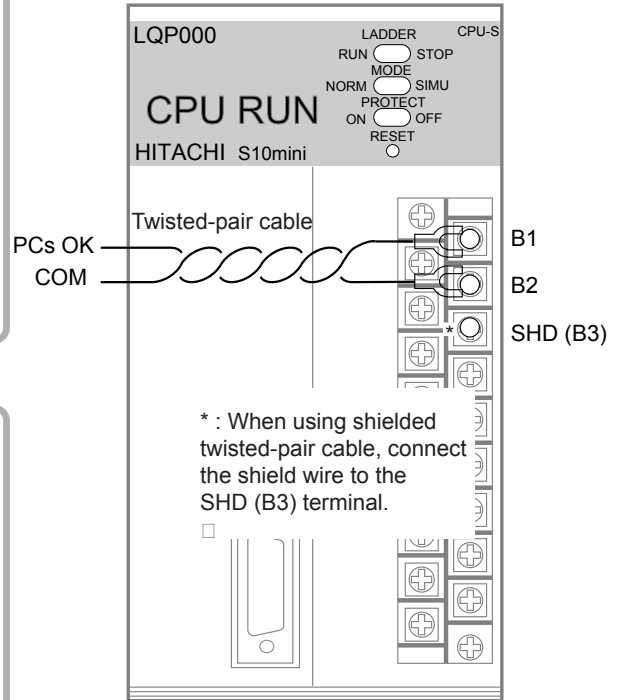 LQP000
LADDER
CPU-S
RUN STOP
MODE
NORM SIMU
PROTECT
CPU RUN
ON OFF
RESET
HITACHI S10mini
Twisted-pair cable
PCs OK
COM
B1
B2
* SHD (B3)
* : When using shielded
twisted-pair cable, connect
the shield wire to the
SHD (B3) terminal.